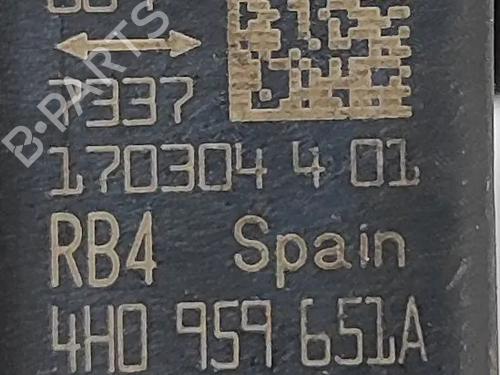 7337
170304 4 01
RB4 Spain
4H0 959 651A
B-PARTS